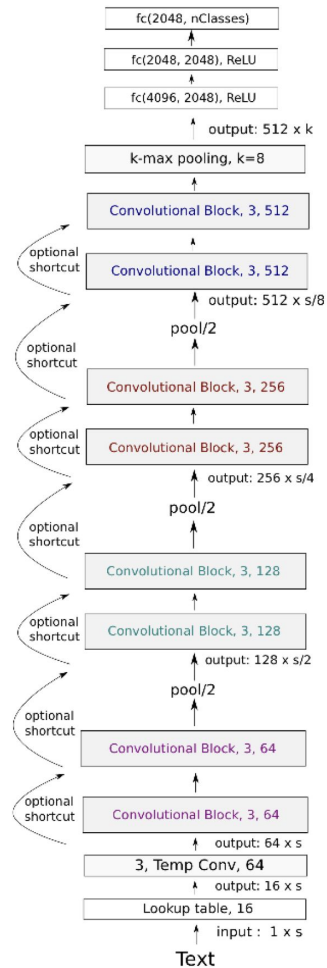 fc(2048, nClasses)
fc(2048, 2048), ReLU
fc(4096, 2048), ReLU
output: 512 x k
k-max pooling, k=8
Convolutional Block, 3, 512
optional
shortcut
Convolutional Block, 3, 512
output: 512 x s/8
pool/2
optional
shortcut
Convolutional Block, 3, 256
optional
shortcut
Convolutional Block, 3, 256
output: 256 x s/4
pool/2
optional
shortcut
Convolutional Block, 3, 128
optional
shortcut
Convolutional Block, 3, 128
output: 128 x s/2
pool/2
optional
shortcut
Convolutional Block, 3, 64
optional
shortcut
Convolutional Block, 3, 64
output: 64 x s
3, Temp Conv, 64
output: 16 x s
Lookup table, 16
input : 1 x s
Text